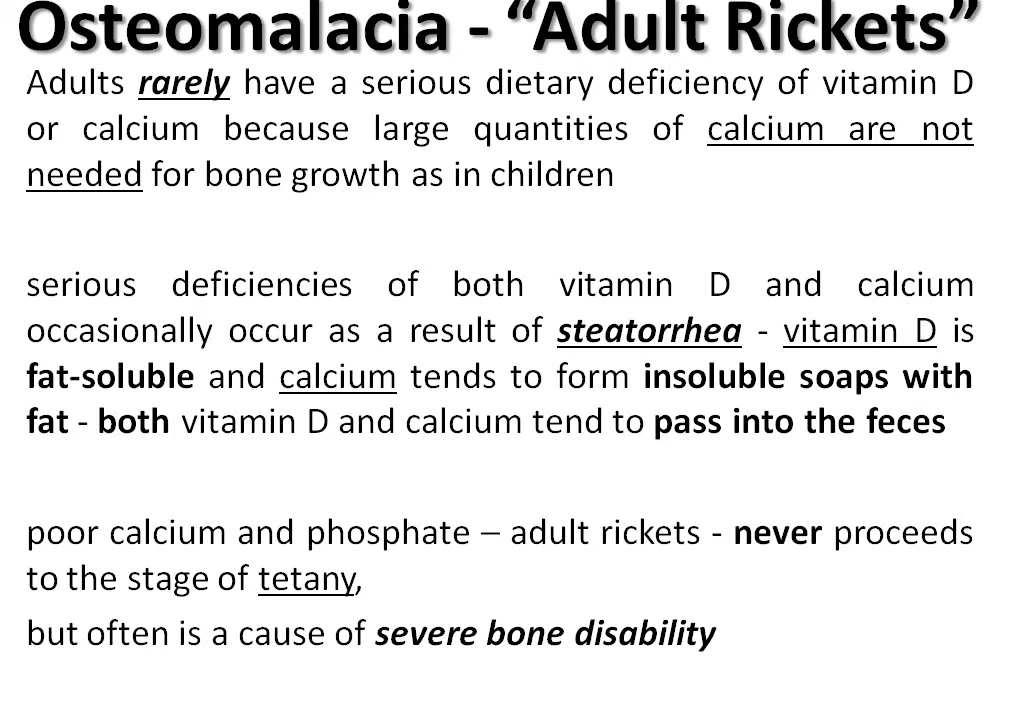 Osteomalacia - “Adult Rickets”
Adults rarely have a serious dietary deficiency of vitamin D
or calcium because large quantities of calcium are not
needed for bone growth as in children
serious deficiencies of both vitamin D and calcium
occasionally occur as a result of steatorrhea - vitamin D is
fat-soluble and calcium tends to form insoluble soaps with
fat - both vitamin D and calcium tend to pass into the feces
poor calcium and phosphate – adult rickets - never proceeds
to the stage of tetany,
but often is a cause of severe bone disability